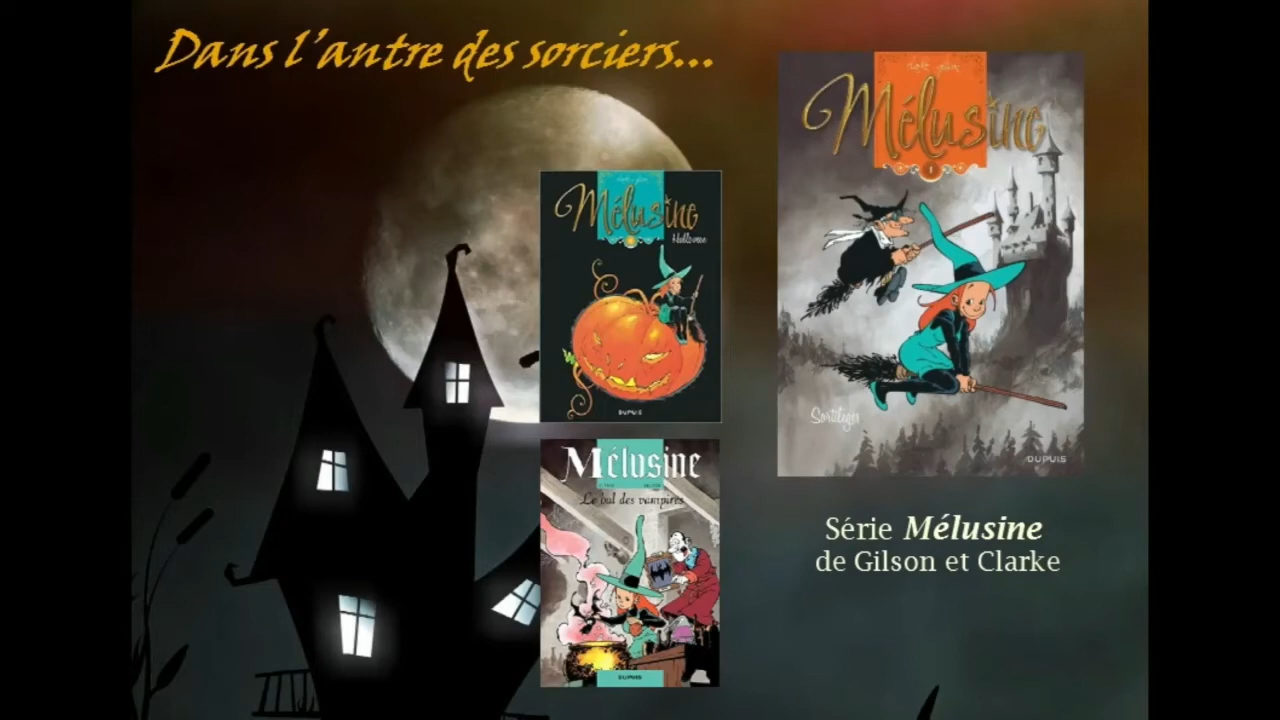 Dans l'antre des sorciers...
Mélusine
Halloween
DUPUIS
Mélusine
Le bal des vampires
DUPUIS
Mélusine
1
Sortilèges
DUPUIS
Série Mélusine
de Gilson et Clarke